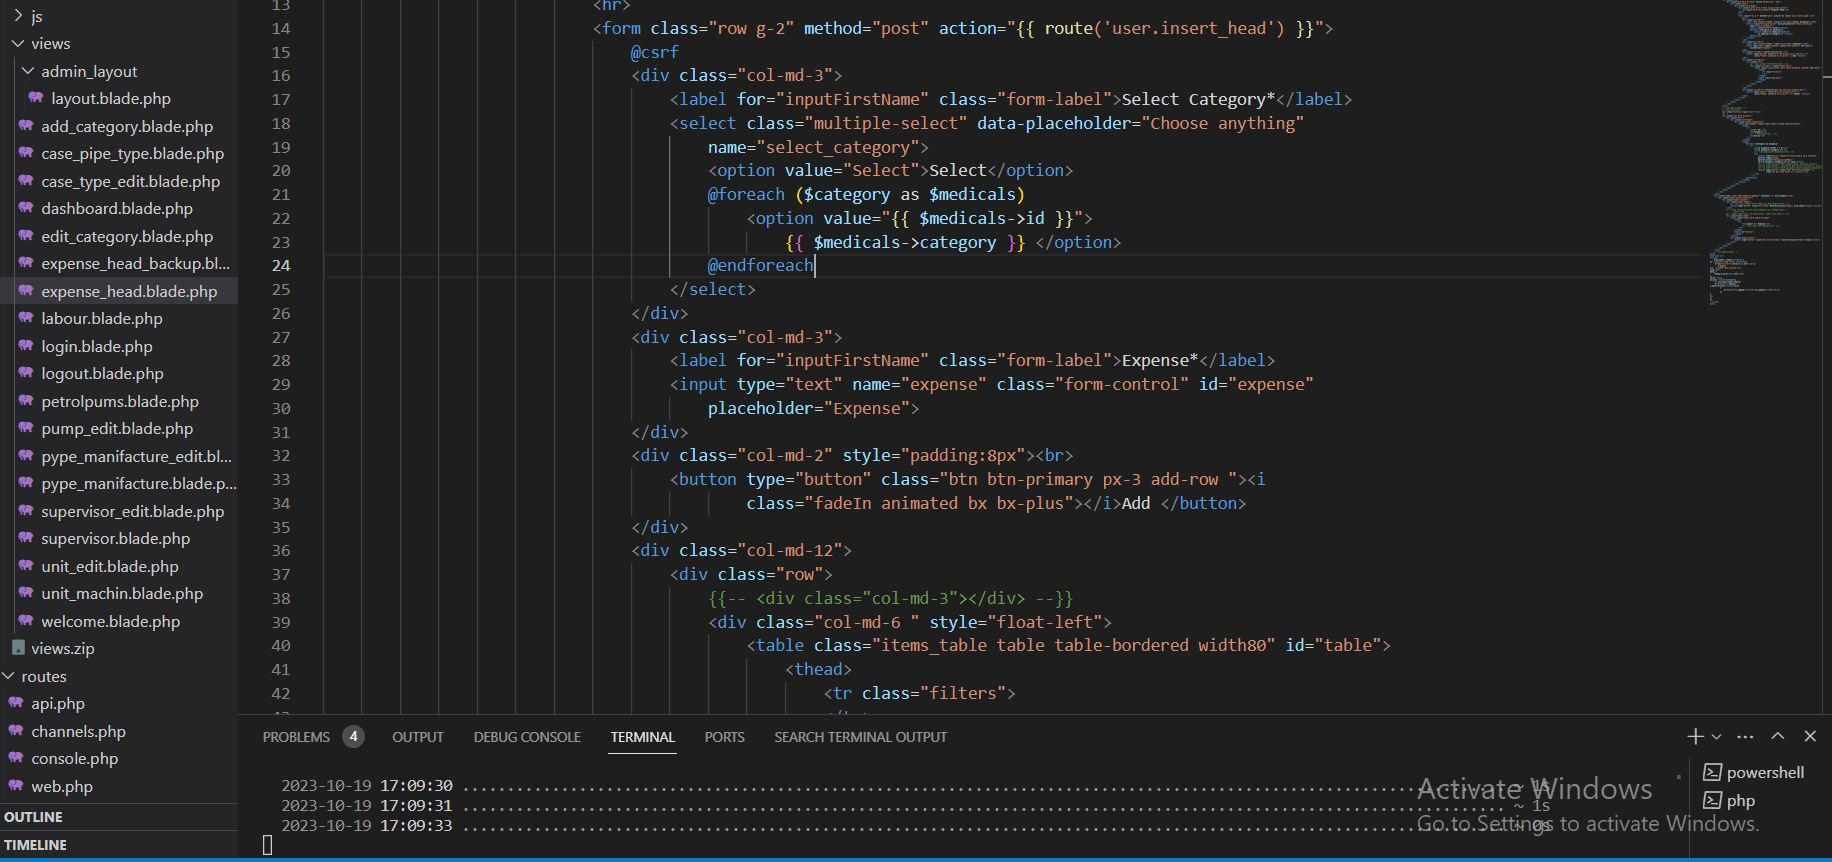 js
views
admin_layout
layout.blade.php
add_category.blade.php
case_pipe_type.blade.php
case_type_edit.blade.php
dashboard.blade.php
edit_category.blade.php
expense_head_backup.bl...
expense_head.blade.php
labour.blade.php
login.blade.php
logout.blade.php
petrolpums.blade.php
pump_edit.blade.php
pype_manifacture_edit.bl...
pype_manifacture.blade.p...
supervisor_edit.blade.php
supervisor.blade.php
unit_edit.blade.php
unit_machin.blade.php
welcome.blade.php
views.zip
routes
api.php
channels.php
console.php
web.php
OUTLINE
TIMELINE
13 <hr>
14 <form class="row g-2" method="post" action="{{ route('user.insert_head') }}">
15 @csrf
16 <div class="col-md-3">
17 <label for="inputFirstName" class="form-label">Select Category*</label>
18 <select class="multiple-select" data-placeholder="Choose anything"
19 name="select_category">
20 <option value="Select">Select</option>
21 @foreach ($category as $medicals)
22 <option value="{{ $medicals->id }}">
23 {{ $medicals->category }} </option>
24 @endforeach
25 </select>
26 </div>
27 <div class="col-md-3">
28 <label for="inputFirstName" class="form-label">Expense*</label>
29 <input type="text" name="expense" class="form-control" id="expense"
30 placeholder="Expense">
31 </div>
32 <div class="col-md-2" style="padding:8px"><br>
33 <button type="button" class="btn btn-primary px-3 add-row "><i
34 class="fadeIn animated bx bx-plus"></i>Add </button>
35 </div>
36 <div class="col-md-12">
37 <div class="row">
38 {{-- <div class="col-md-3"></div> --}}
39 <div class="col-md-6 " style="float-left">
40 <table class="items_table table table-bordered width80" id="table">
41 <thead>
42 <tr class="filters">
PROBLEMS 4 OUTPUT DEBUG CONSOLE TERMINAL PORTS SEARCH TERMINAL OUTPUT
2023-10-19 17:09:30 ........ ~ 1s
2023-10-19 17:09:31 ........ ~ 1s
2023-10-19 17:09:33 ........ ~ 0s
powershell
php
Activate Windows
Go to Settings to activate Windows.